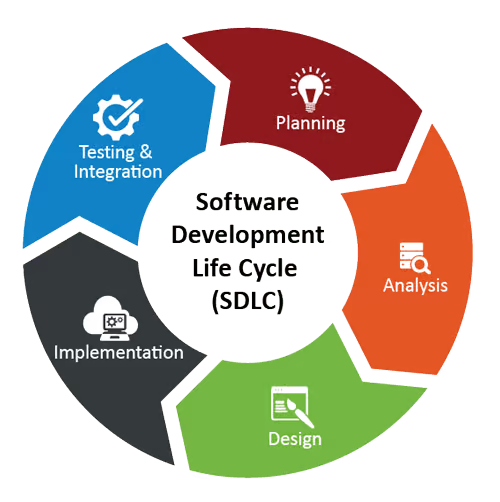 Software
Development
Life Cycle
(SDLC)
Planning
Analysis
Design
Implementation
Testing &
Integration